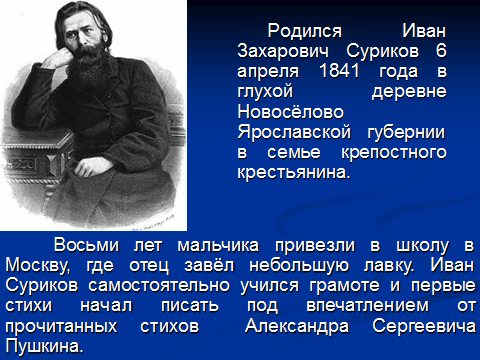 Родился Иван
Захарович Суриков 6
апреля 1841 года в
глухой деревне
Новосёлово
Ярославской губернии
в семье крепостного
крестьянина.
Восьми лет мальчика привезли в школу в
Москву, где отец завёл небольшую лавку. Иван
Суриков самостоятельно учился грамоте и первые
стихи начал писать под впечатлением от
прочитанных стихов Александра Сергеевича
Пушкина.